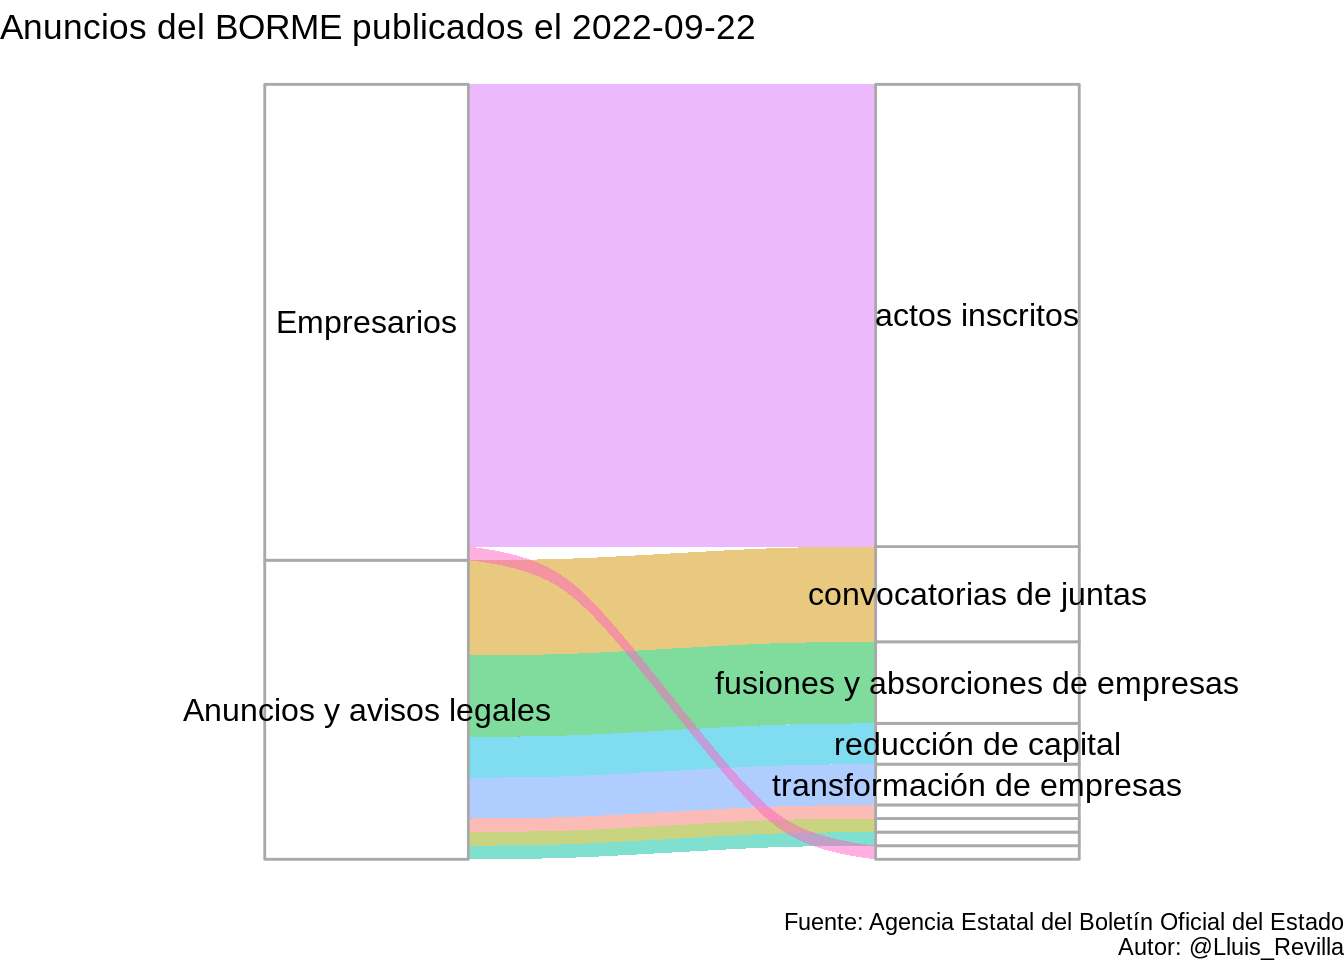 Anuncios del BORME publicados el 2022-09-22
Empresarios
actos inscritos
convocatorias de juntas
fusiones y absorciones de empresas
Anuncios y avisos legales
reducción de capital
transformación de empresas
Fuente: Agencia Estatal del Boletín Oficial del Estado
Autor: @Lluis_Revilla